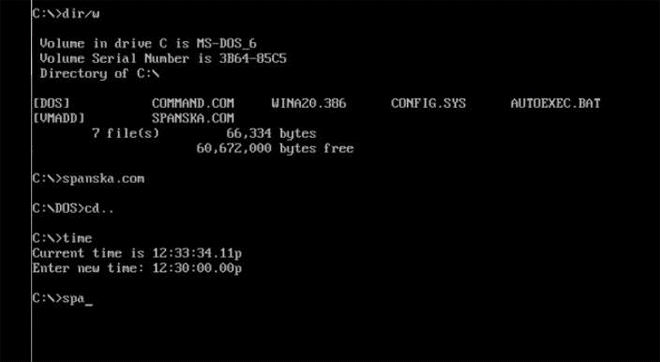 C:\>dir/w
Volume in drive C is MS-DOS_6
Volume Serial Number is 3B64-85C5
Directory of C:\
[DOS] COMMAND.COM WINA20.386 CONFIG.SYS AUTOEXEC.BAT
[VMADD] SPANSKA.COM
7 file(s) 66,334 bytes
60,672,000 bytes free
C:\>spanska.com
C:\DOS>cd..
C:\>time
Current time is 12:33:34.11p
Enter new time: 12:30:00.00p
C:\>spa_